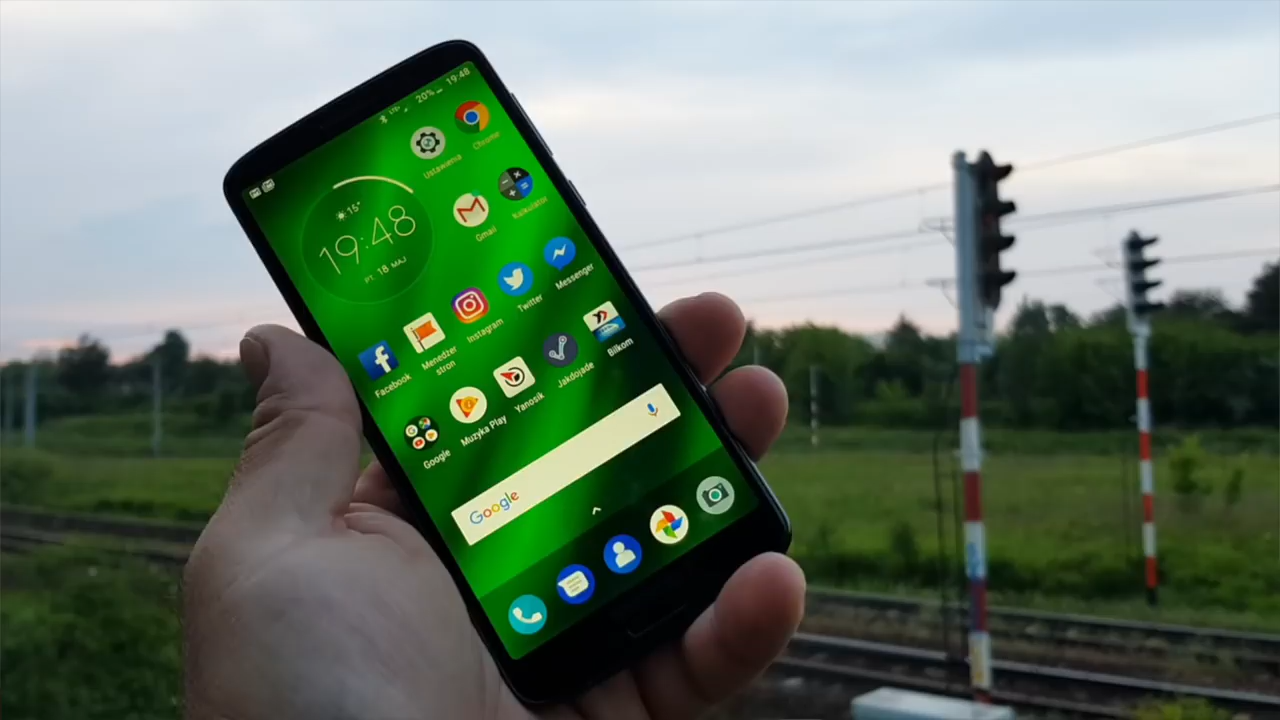 LTE+ 20% 19:48
15°
19:48
PT. 18 MAJ
Ustawienia
Chrome
Gmail
Kalkulator
Facebook
Menedżer
stron
Instagram
Twitter
Messenger
Google
Muzyka Play
Yanosik
Jakdojade
Bilkom
Google